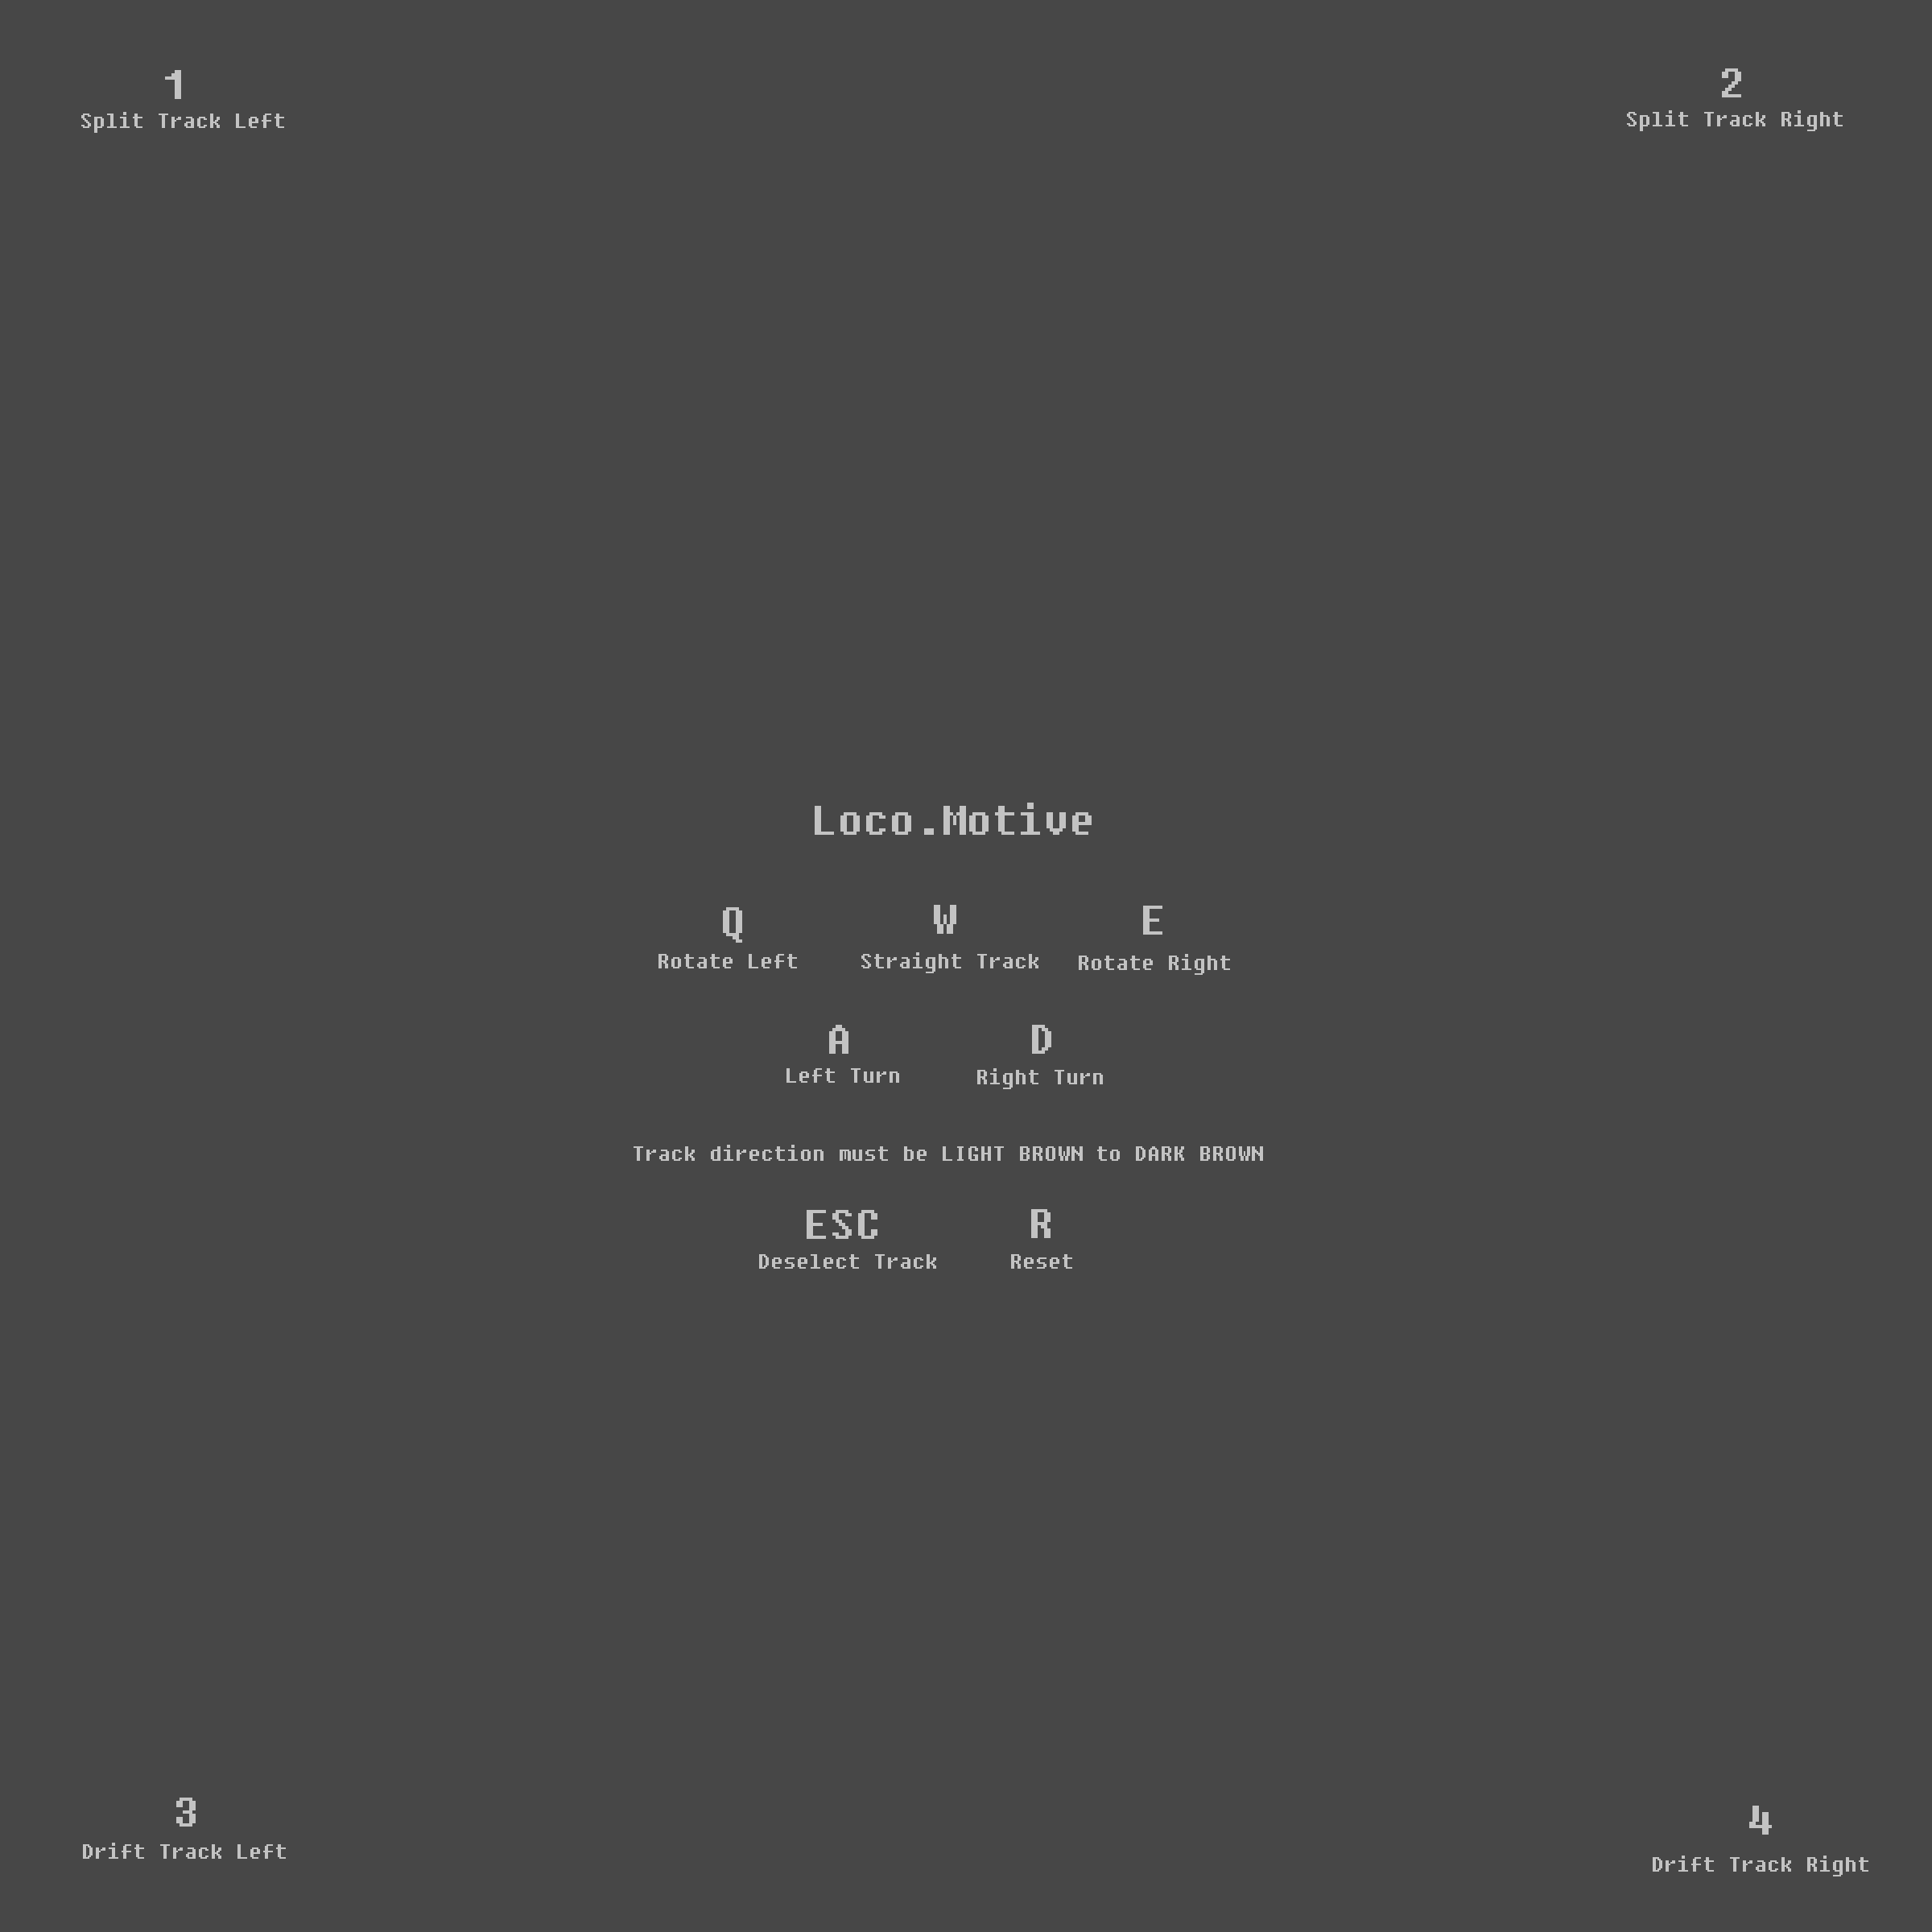 1 2
Split Track Left Split Track Right
Loco.Motive
Q W E
Rotate Left Straight Track Rotate Right
A D
Left Turn Right Turn
Track direction must be LIGHT BROWN to DARK BROWN
ESC R
Deselect Track Reset
3 4
Drift Track Left Drift Track Right